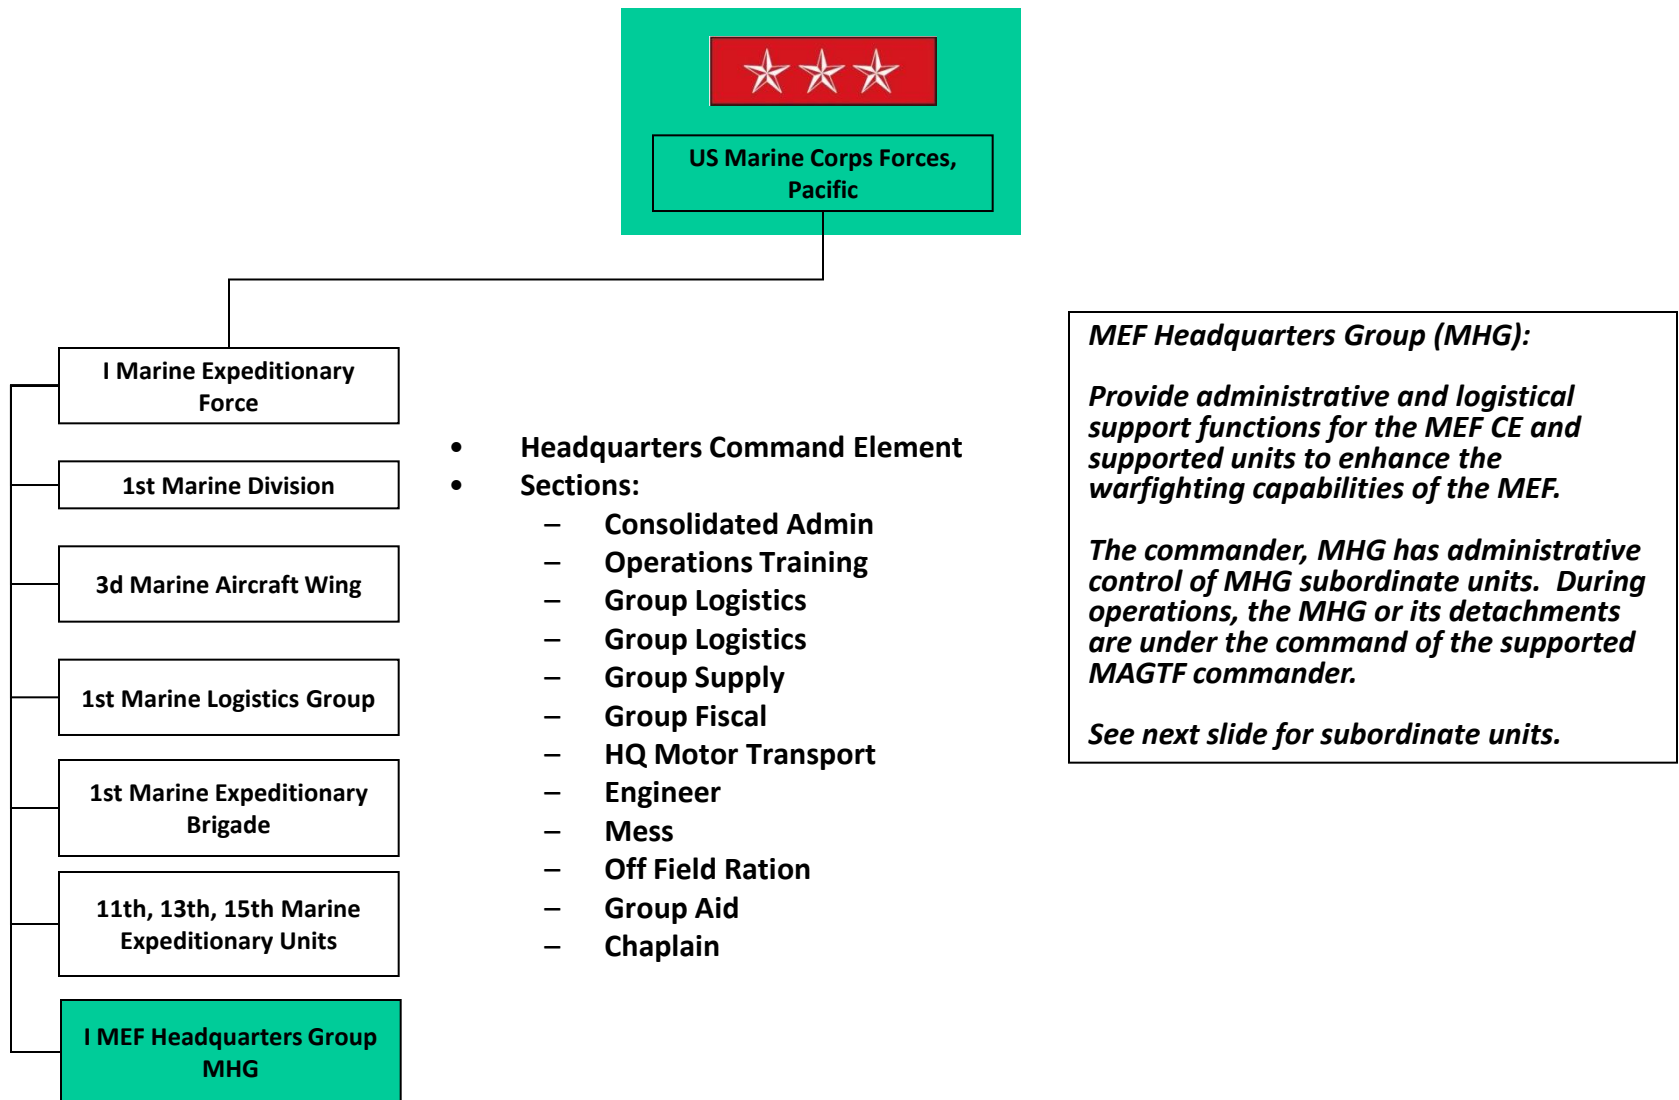 US Marine Corps Forces,
Pacific
I Marine Expeditionary
Force
1st Marine Division
3d Marine Aircraft Wing
1st Marine Logistics Group
1st Marine Expeditionary
Brigade
11th, 13th, 15th Marine
Expeditionary Units
I MEF Headquarters Group
MHG
• Headquarters Command Element
• Sections:
– Consolidated Admin
– Operations Training
– Group Logistics
– Group Logistics
– Group Supply
– Group Fiscal
– HQ Motor Transport
– Engineer
– Mess
– Off Field Ration
– Group Aid
– Chaplain
MEF Headquarters Group (MHG):
Provide administrative and logistical
support functions for the MEF CE and
supported units to enhance the
warfighting capabilities of the MEF.
The commander, MHG has administrative
control of MHG subordinate units.  During
operations, the MHG or its detachments
are under the command of the supported
MAGTF commander.
See next slide for subordinate units.